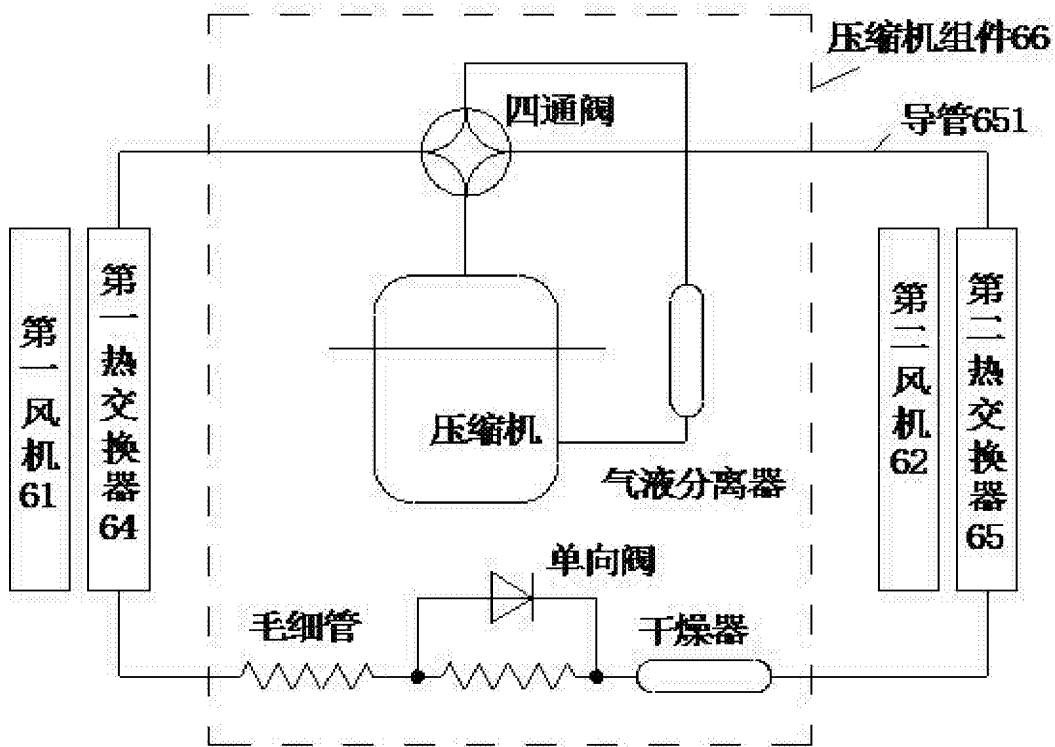 压缩机组件66
四通阀
导管651
第一风机61
第一热交换器64
第二风机62
第二热交换器65
压缩机
气液分离器
单向阀
毛细管
干燥器